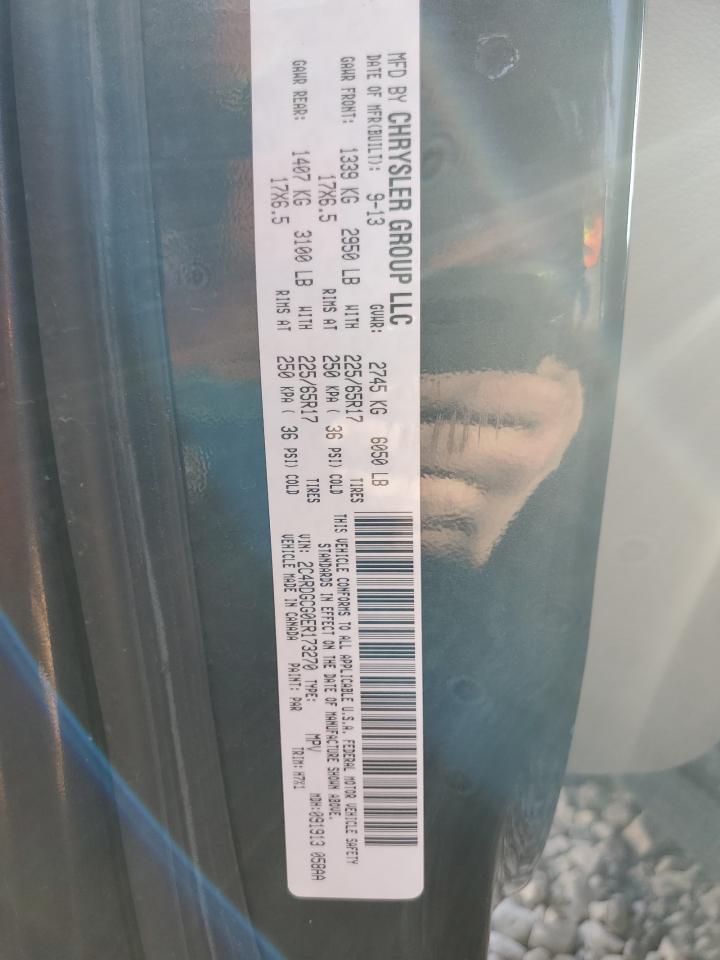 MFD BY CHRYSLER GROUP LLC
DATE OF MFR(BUILT): 9-13 GVWR: 2745 KG 6050 LB
GAWR FRONT: 1339 KG 2950 LB WITH 225/65R17 TIRES
17X6.5 RIMS AT 250 KPA ( 36 PSI) COLD
GAWR REAR: 1407 KG 3100 LB WITH 225/65R17 TIRES
17X6.5 RIMS AT 250 KPA ( 36 PSI) COLD
THIS VEHICLE CONFORMS TO ALL APPLICABLE U.S.A. FEDERAL MOTOR VEHICLE SAFETY
STANDARDS IN EFFECT ON THE DATE OF MANUFACTURE SHOWN ABOVE.
VIN: 2C4RDGCG0ER173270 TYPE: MPV MDH:091913 058AA
VEHICLE MADE IN CANADA PAINT: PAR TRIM:H7X1